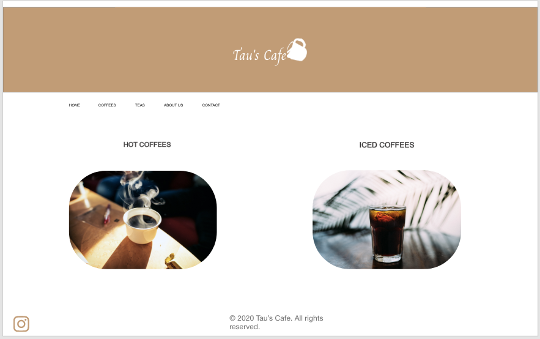 Tau's Cafe
HOME COFFEES TEAS ABOUT US CONTACT
HOT COFFEES
ICED COFFEES
© 2020 Tau's Cafe. All rights
reserved.